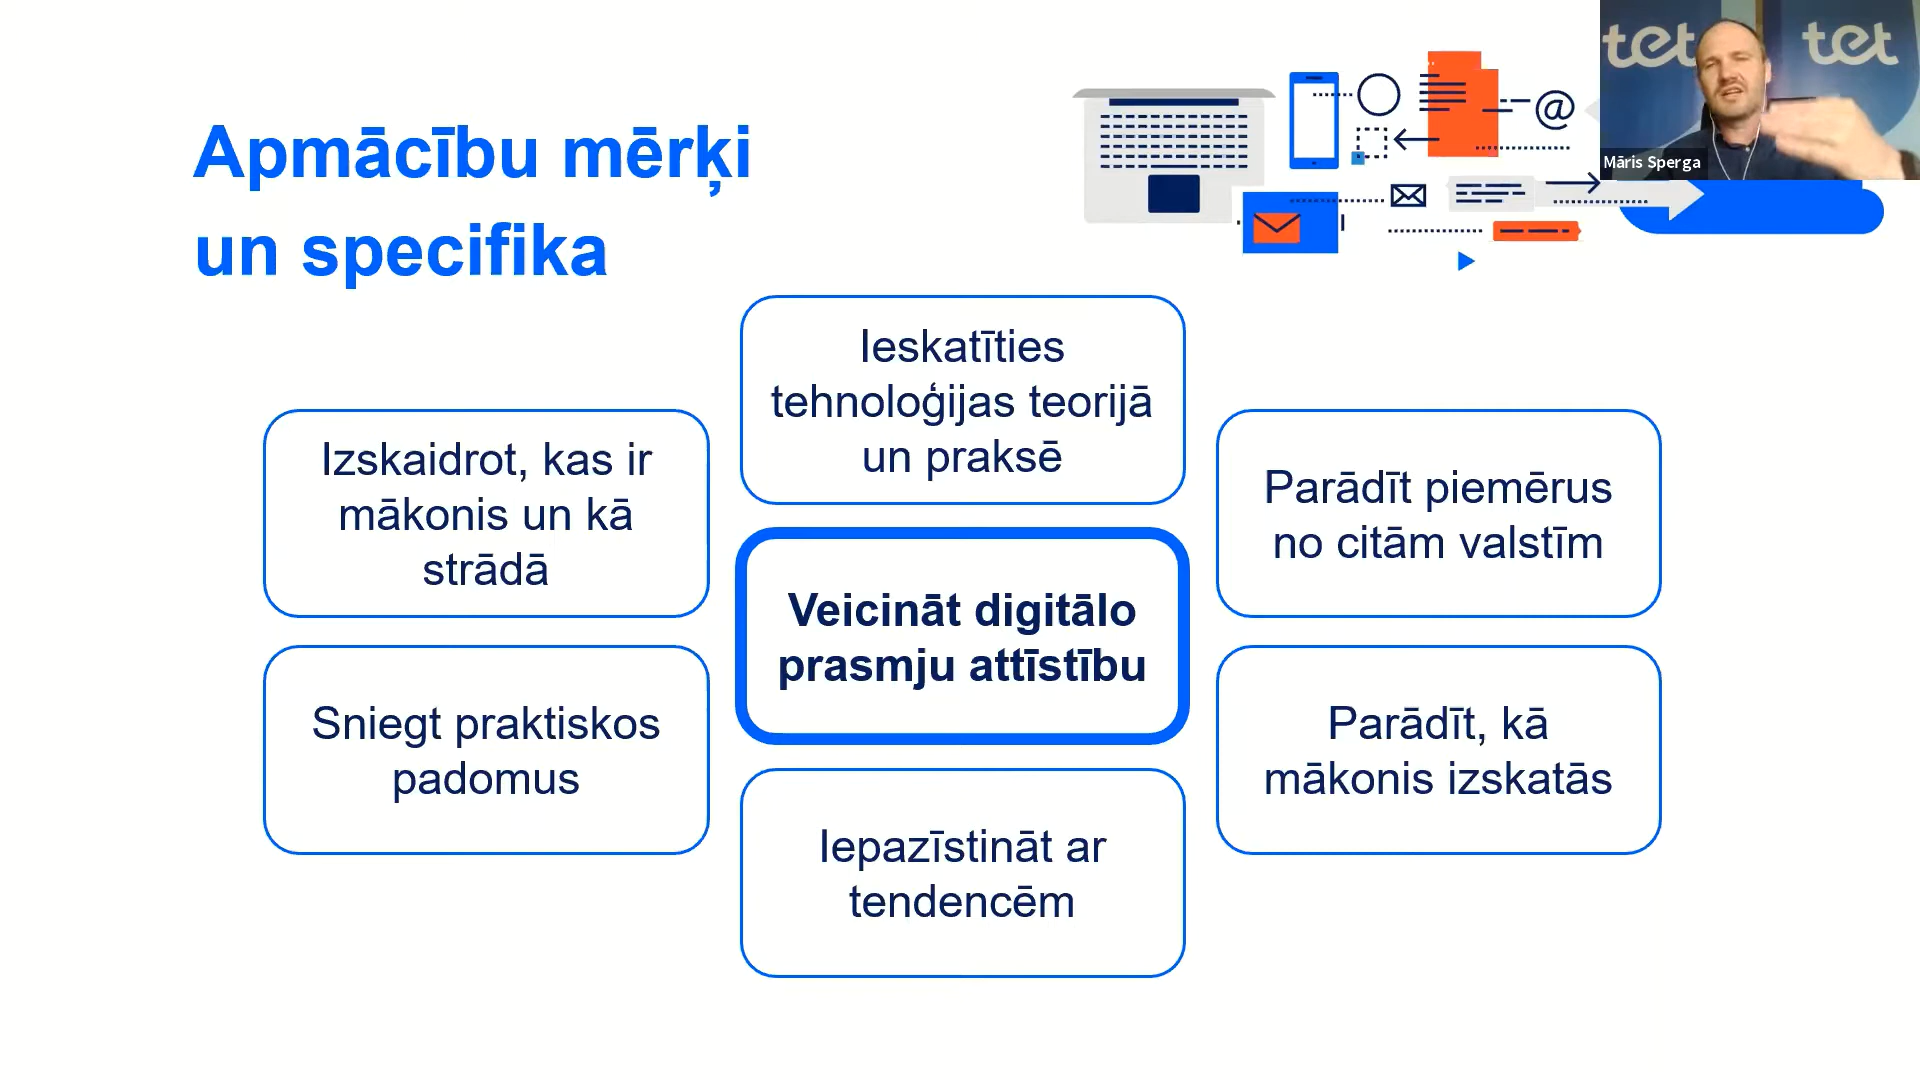 Apmācību mērķi
un specifika
tet
tet
Māris Sperga
@
Ieskatīties
tehnoloģijas teorijā
un praksē
Izskaidrot, kas ir
mākonis un kā
strādā
Parādīt piemērus
no citām valstīm
Veicināt digitālo
prasmju attīstību
Sniegt praktiskos
padomus
Parādīt, kā
mākonis izskatās
Iepazīstināt ar
tendencēm